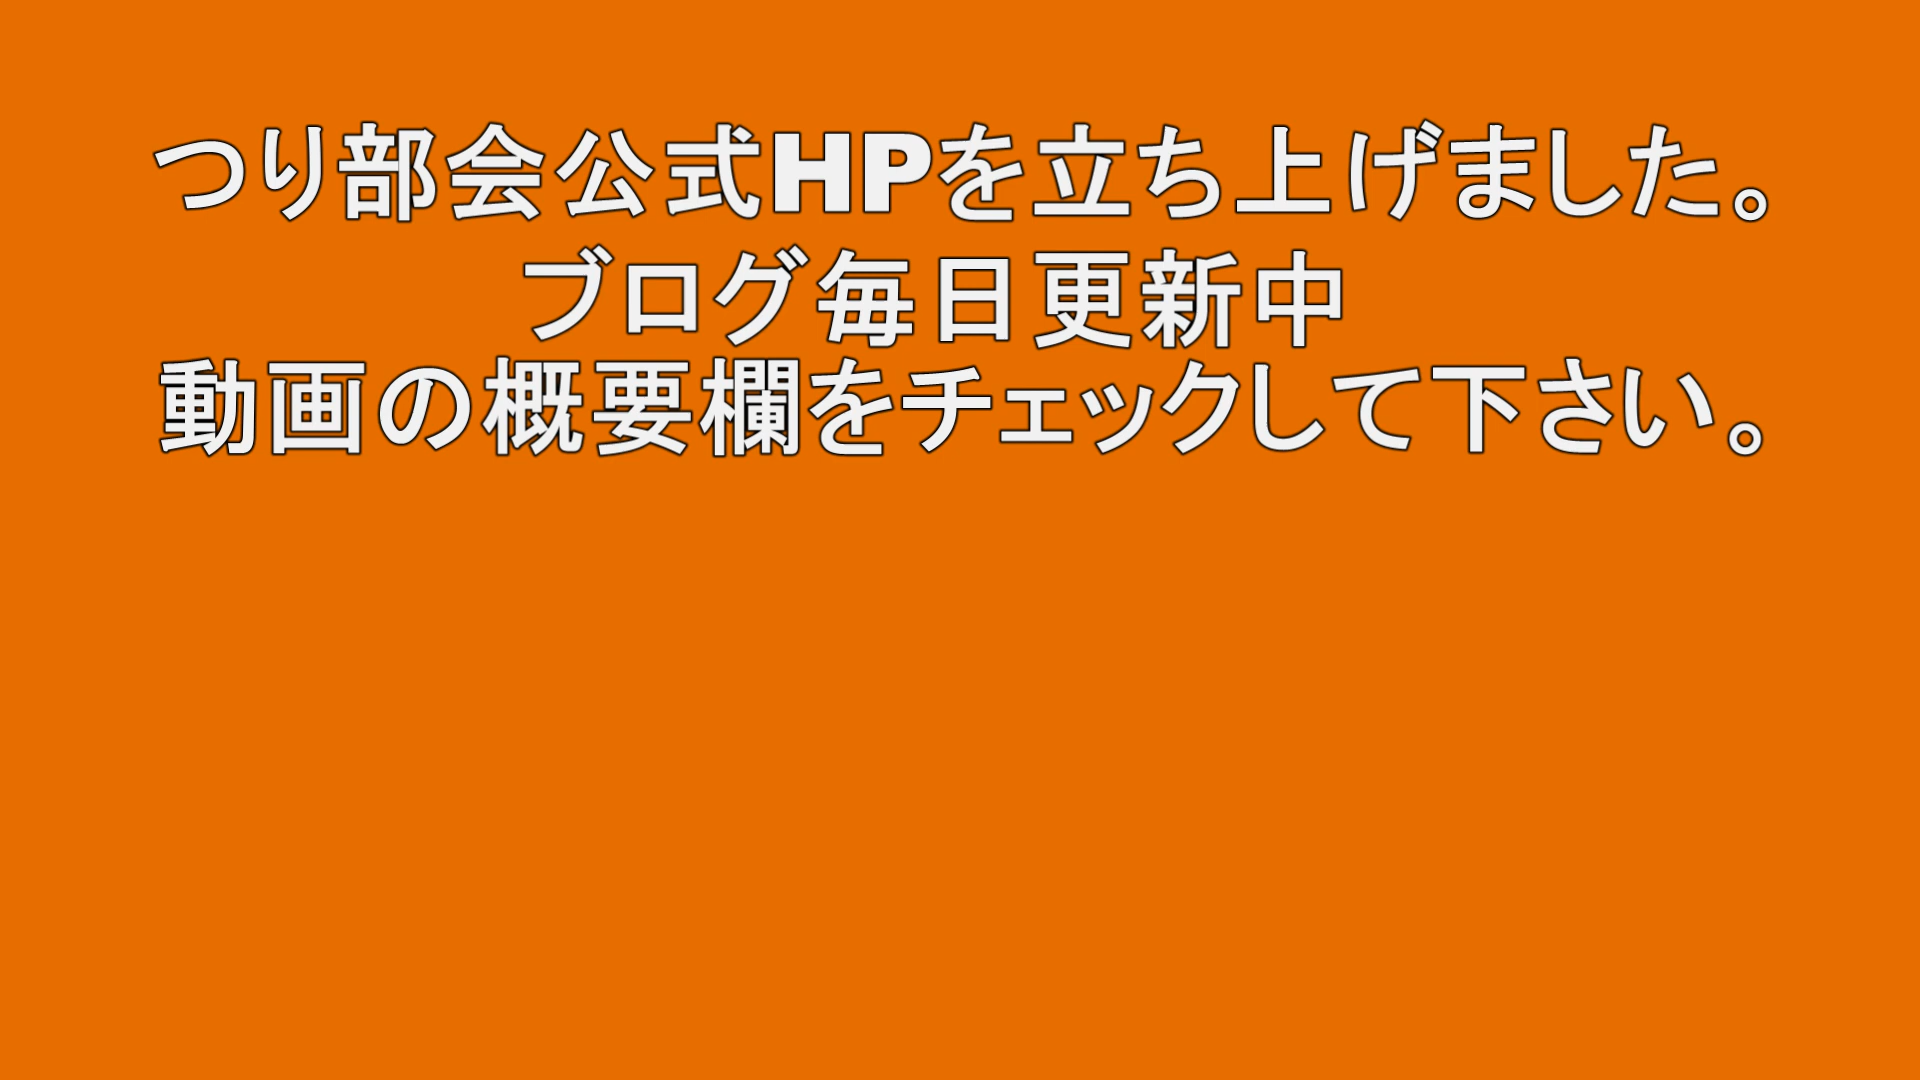 つり部会公式HPを立ち上げました。
ブログ毎日更新中
動画の概要欄をチェックして下さい。